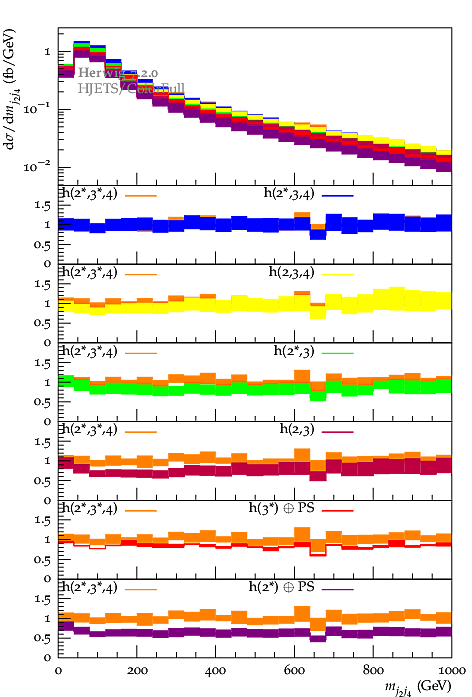 dσ/dm_{j2j4} (fb/GeV)
1
10^{−1}
10^{−2}
Herwig 7.2.0
HJETS/ColorFull
h(2*,3*,4) h(2*,3,4)
1.5
1
0.5
0
h(2*,3*,4) h(2,3,4)
1.5
1
0.5
0
h(2*,3*,4) h(2*,3)
1.5
1
0.5
0
h(2*,3*,4) h(2,3)
1.5
1
0.5
0
h(2*,3*,4) h(3*) ⊕ PS
1.5
1
0.5
0
h(2*,3*,4) h(2*) ⊕ PS
1.5
1
0.5
0
0 200 400 600 800 1000
m_{j2j4} (GeV)